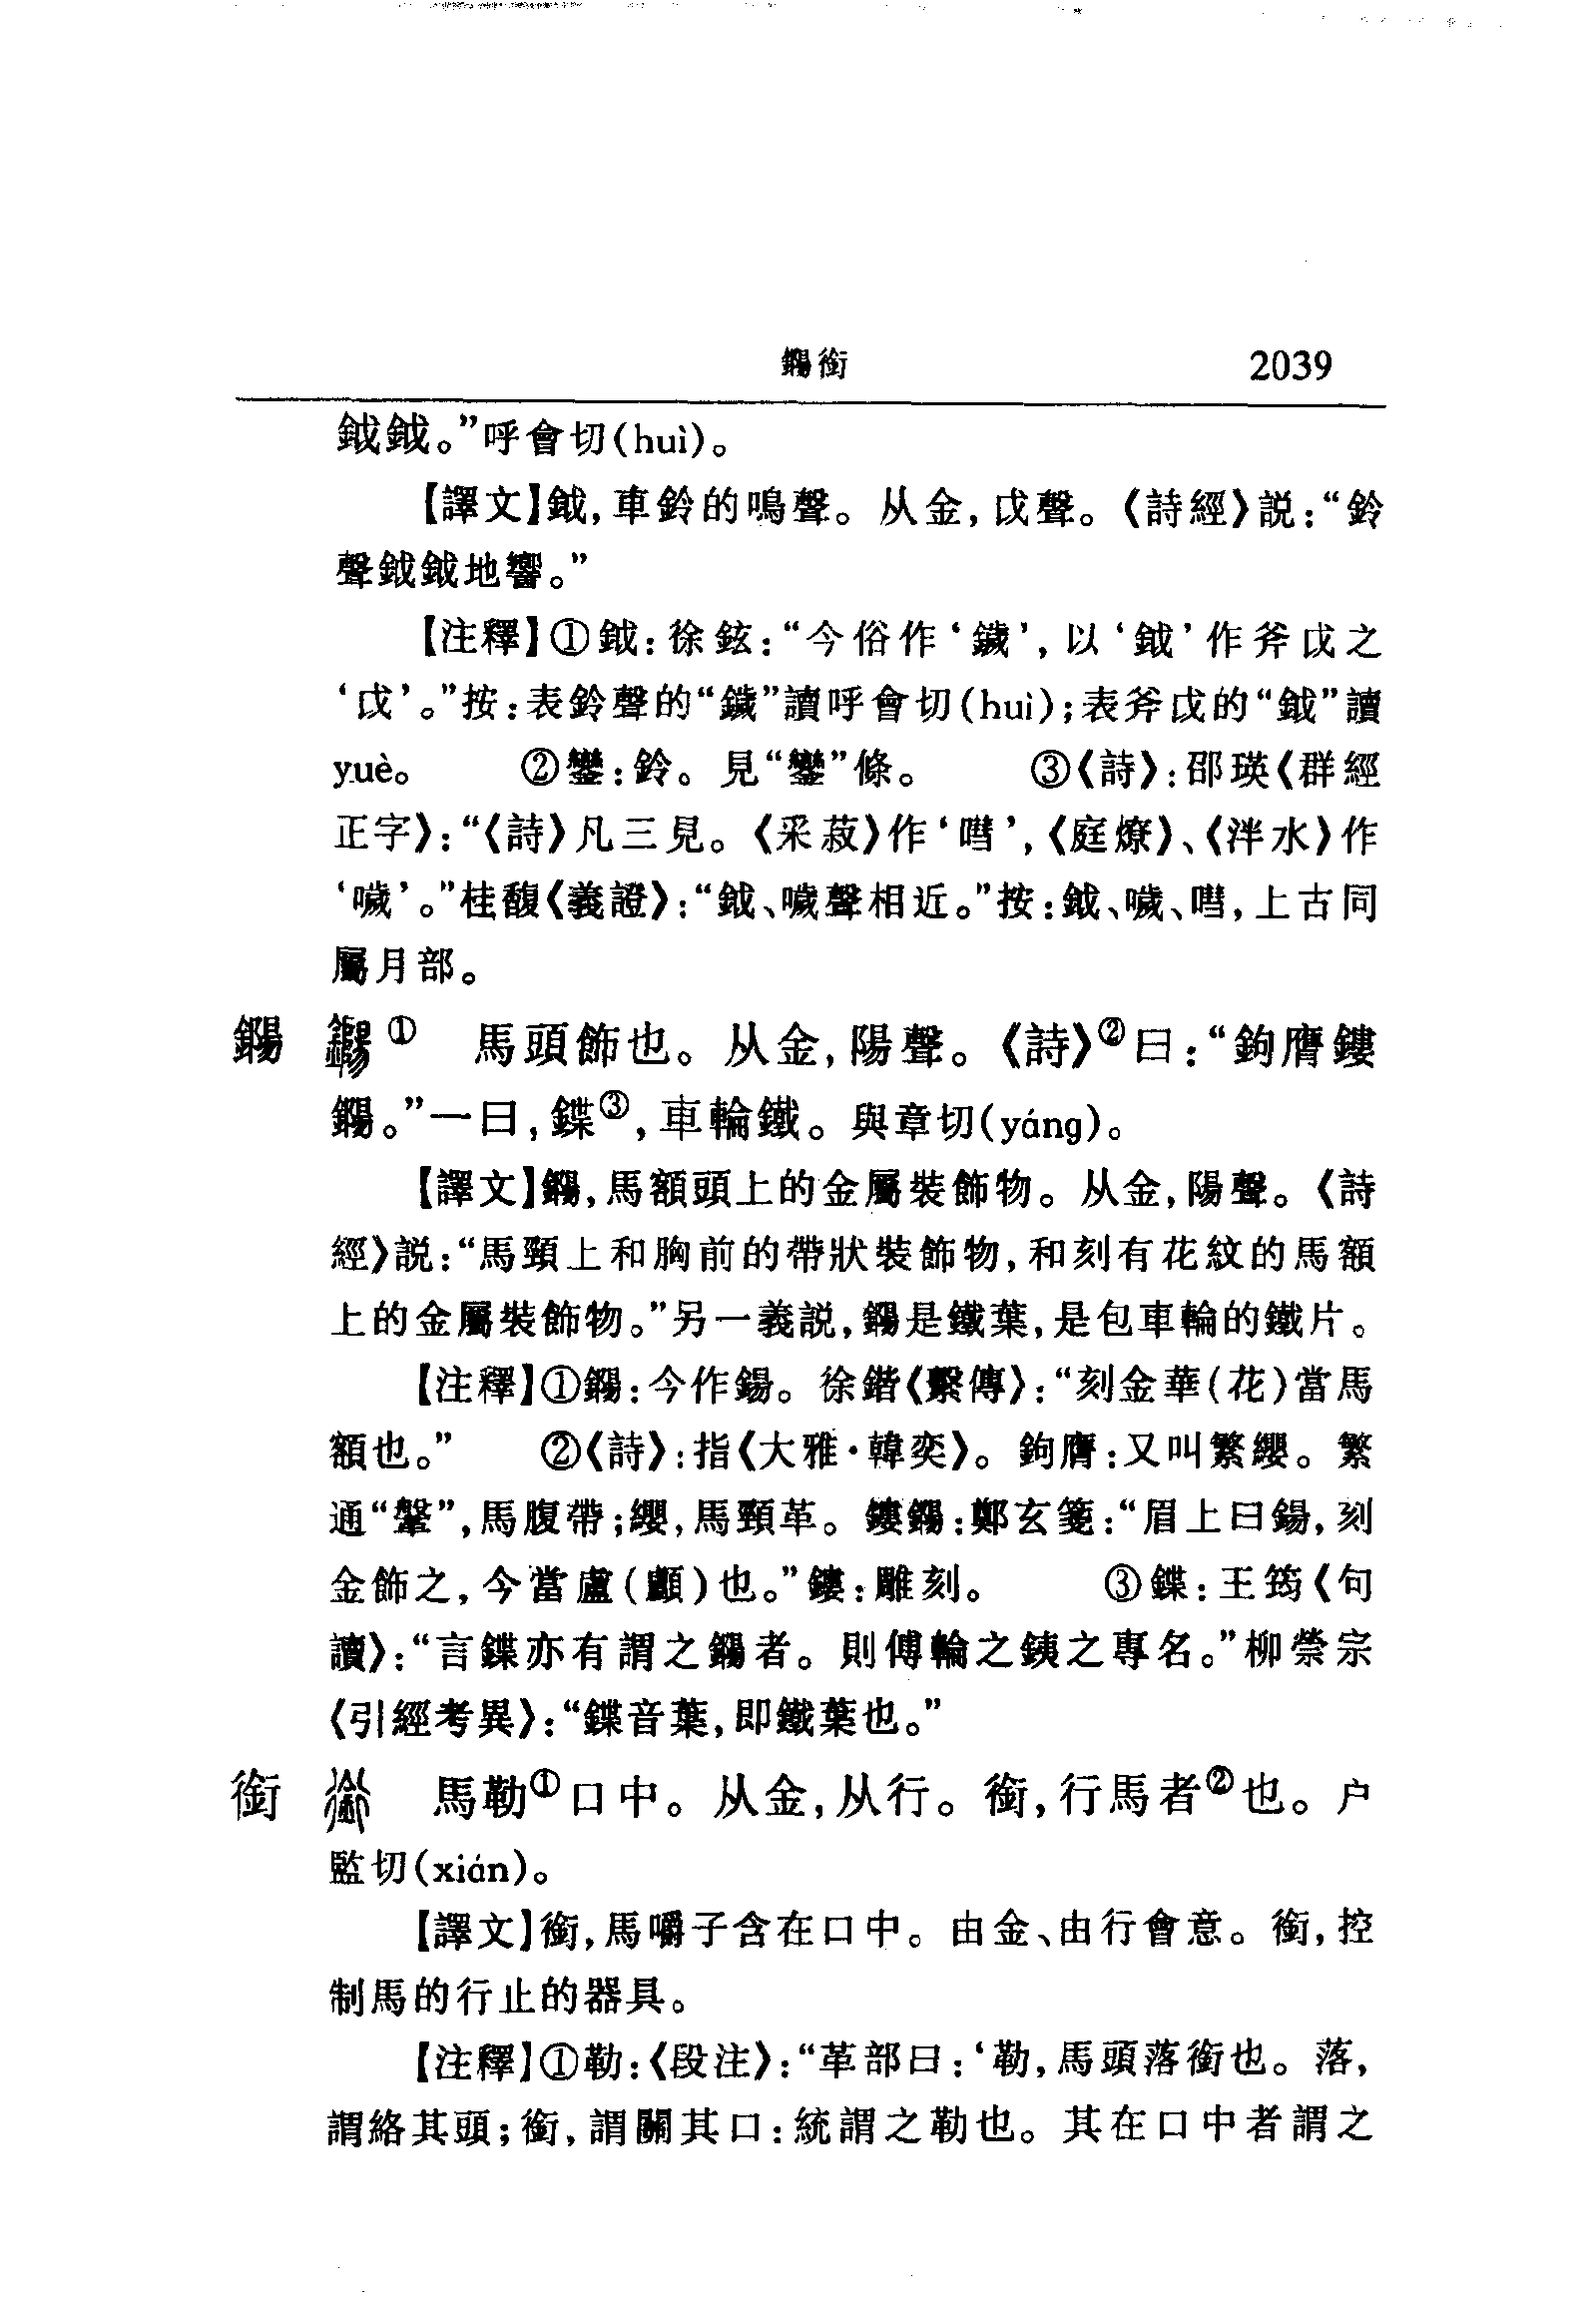 鐊銜 2039
鉞鉞。”呼會切(huì)。
【譯文】鉞,車鈴的鳴聲。从金,戉聲。《詩經》説:“鈴
聲鉞鉞地響。”
【注釋】①鉞:徐鉉:“今俗作‘鐬’,以‘鉞’作斧戉之
‘戉’。”按:表鈴聲的“鐬”讀呼會切(huì);表斧戉的“鉞”讀
yuè。 ②鑾:鈴。見“鑾”條。 ③《詩》:邵瑛《群經
正字》:“《詩》凡三見。《采菽》作‘嘒’,《庭燎》、《泮水》作
‘噦’。”桂馥《義證》:“鉞、噦聲相近。”按:鉞、噦、嘒,上古同
屬月部。
鐊 ① 馬頭飾也。从金,陽聲。《詩》②曰:“鉤膺鏤
鐊。”一曰,鍱③,車輪鐵。與章切(yáng)。
【譯文】鐊,馬額頭上的金屬裝飾物。从金,陽聲。《詩
經》説:“馬頸上和胸前的帶狀裝飾物,和刻有花紋的馬額
上的金屬裝飾物。”另一義説,鐊是鐵葉,是包車輪的鐵片。
【注釋】①鐊:今作鍚。徐鍇《繫傳》:“刻金華(花)當馬
額也。” ②《詩》:指《大雅·韓奕》。鉤膺:又叫繁纓。繁
通“鞶”,馬腹帶;纓,馬頸革。鏤鐊:鄭玄箋:“眉上曰鍚,刻
金飾之,今當盧(顱)也。”鏤:雕刻。 ③鍱:王筠《句
讀》:“言鍱亦有謂之鐊者。則傅輪之銕之專名。”柳榮宗
《引經考異》:“鍱音葉,即鐵葉也。”
銜 馬勒①口中。从金,从行。銜,行馬者②也。户
監切(xián)。
【譯文】銜,馬嚼子含在口中。由金、由行會意。銜,控
制馬的行止的器具。
【注釋】①勒:《段注》:“革部曰:‘勒,馬頭落銜也。落,
謂絡其頭;銜,謂關其口:統謂之勒也。其在口中者謂之